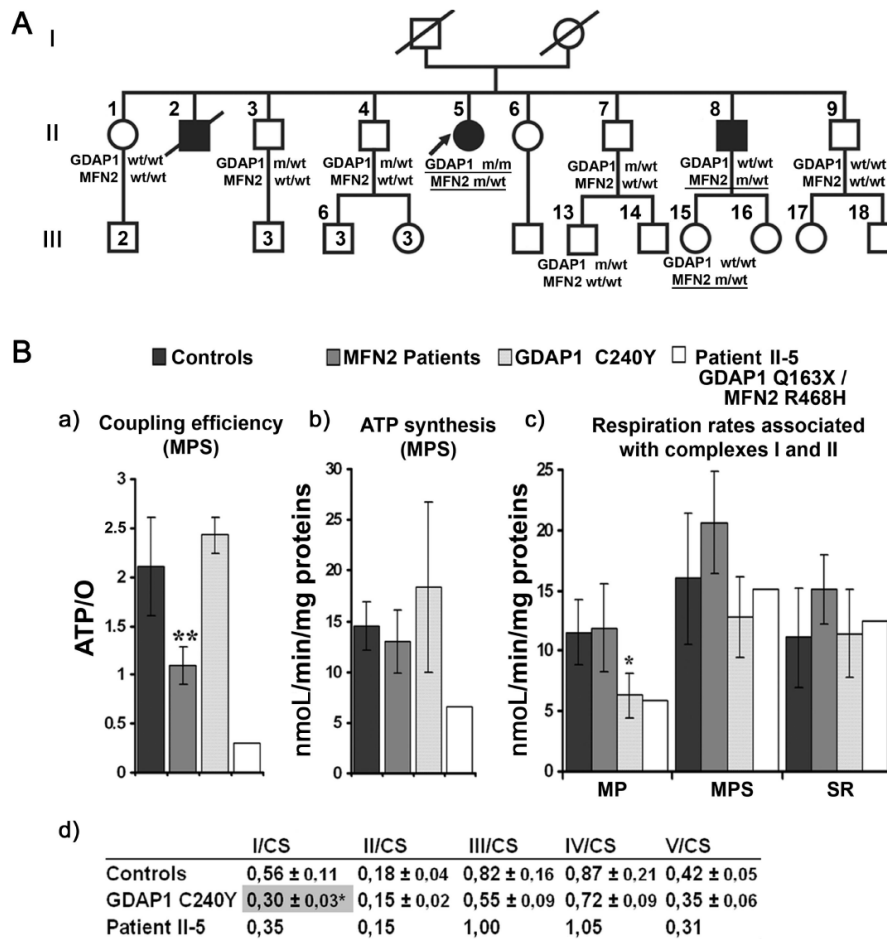 A
I
II
III
1 2 3 4 5 6 7 8 9
GDAP1 wt/wt
MFN2 wt/wt
GDAP1 m/wt
MFN2 wt/wt
GDAP1 m/wt
MFN2 wt/wt
GDAP1 m/m
MFN2 m/wt
GDAP1 m/wt
MFN2 wt/wt
GDAP1 wt/wt
MFN2 m/wt
GDAP1 wt/wt
MFN2 wt/wt
6 13 14 15 16 17 18
2 3 3 3
GDAP1 m/wt
MFN2 wt/wt
GDAP1 wt/wt
MFN2 m/wt
B
Controls MFN2 Patients GDAP1 C240Y Patient II-5
GDAP1 Q163X /
MFN2 R468H
a) Coupling efficiency
(MPS)
ATP/O
3
2.5
2
1.5
1
0.5
0
**
b) ATP synthesis
(MPS)
nmoL/min/mg proteins
30
25
20
15
10
5
0
c) Respiration rates associated
with complexes I and II
nmoL/min/mg proteins
25
20
15
10
5
0
*
MP MPS SR
d)
I/CS II/CS III/CS IV/CS V/CS
Controls 0,56 ± 0,11 0,18 ± 0,04 0,82 ± 0,16 0,87 ± 0,21 0,42 ± 0,05
GDAP1 C240Y 0,30 ± 0,03* 0,15 ± 0,02 0,55 ± 0,09 0,72 ± 0,09 0,35 ± 0,06
Patient II-5 0,35 0,15 1,00 1,05 0,31